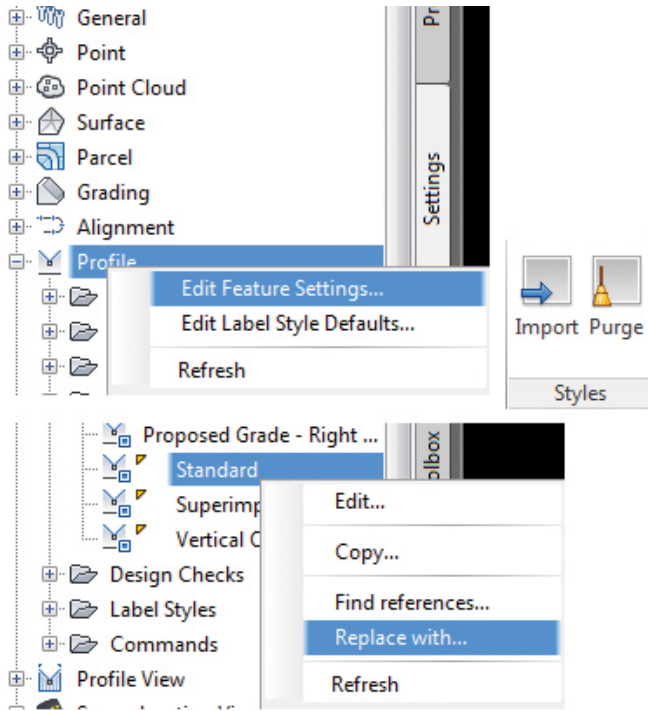 General
Point
Point Cloud
Surface
Parcel
Grading
Alignment
Profile
Edit Feature Settings...
Edit Label Style Defaults...
Refresh
Settings
Import Purge
Styles
Proposed Grade - Right ...
Standard
Superimp
Vertical
Edit...
Copy...
Find references...
Replace with...
Refresh
Design Checks
Label Styles
Commands
Profile View